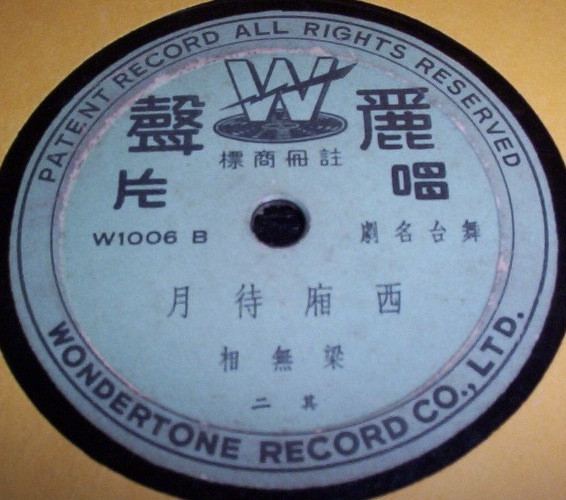 PATENT RECORD ALL RIGHTS RESERVED
W
麗聲
唱片
註冊商標
W1006 B
舞台名劇
西廂待月
梁無相
其二
WONDERTONE RECORD CO., LTD.